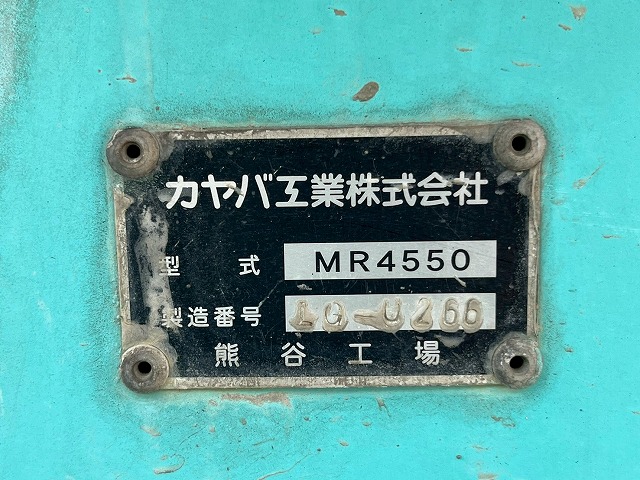 カヤバ工業株式会社
型式 MR4550
製造番号
熊谷工場